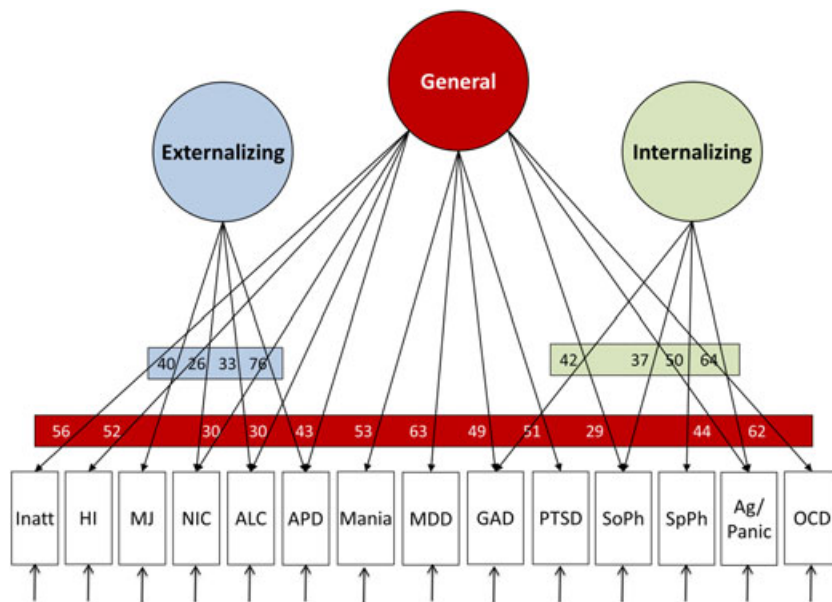 General
Externalizing
Internalizing
40 26 33 76
42 37 50 64
56 52 30 30 43 53 63 49 51 29 44 62
Inatt HI MJ NIC ALC APD Mania MDD GAD PTSD SoPh SpPh Ag/ Panic OCD